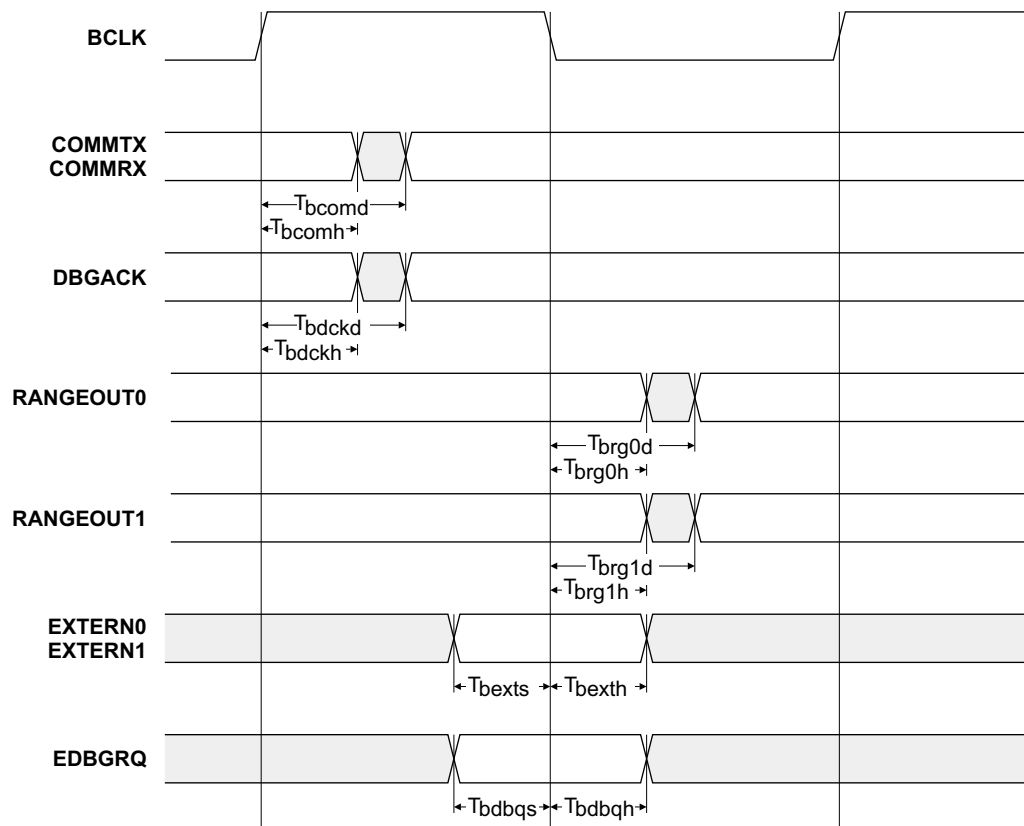 BCLK
COMMTX
COMMRX
Tbcomd
Tbcomh
DBGACK
Tbdckd
Tbdckh
RANGEOUT0
Tbrg0d
Tbrg0h
RANGEOUT1
Tbrg1d
Tbrg1h
EXTERN0
EXTERN1
Tbexts Tbexth
EDBGRQ
Tbdbqs Tbdbqh